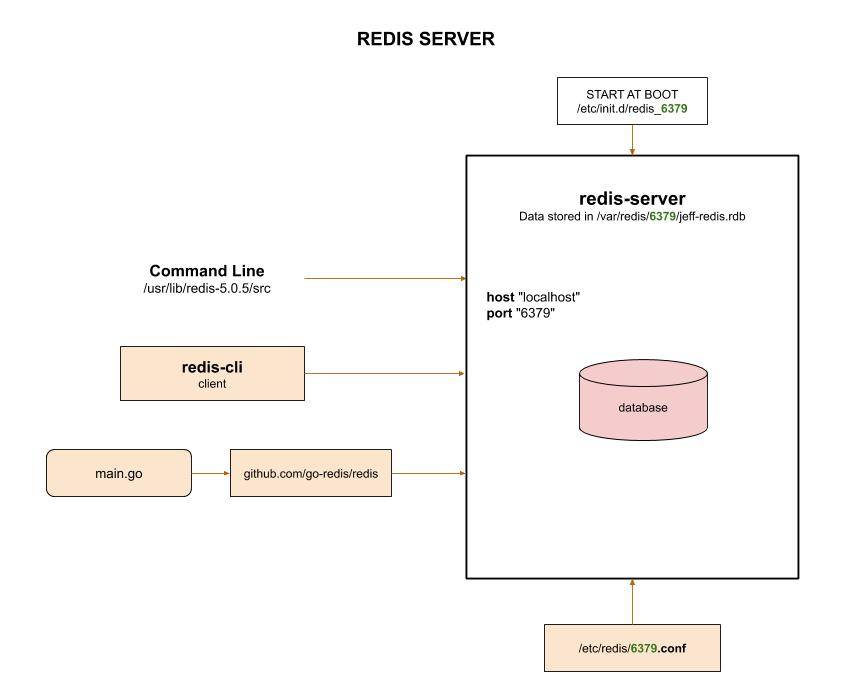 REDIS SERVER
START AT BOOT
/etc/init.d/redis_6379
redis-server
Data stored in /var/redis/6379/jeff-redis.rdb
Command Line
/usr/lib/redis-5.0.5/src
host "localhost"
port "6379"
redis-cli
client
database
main.go
github.com/go-redis/redis
/etc/redis/6379.conf